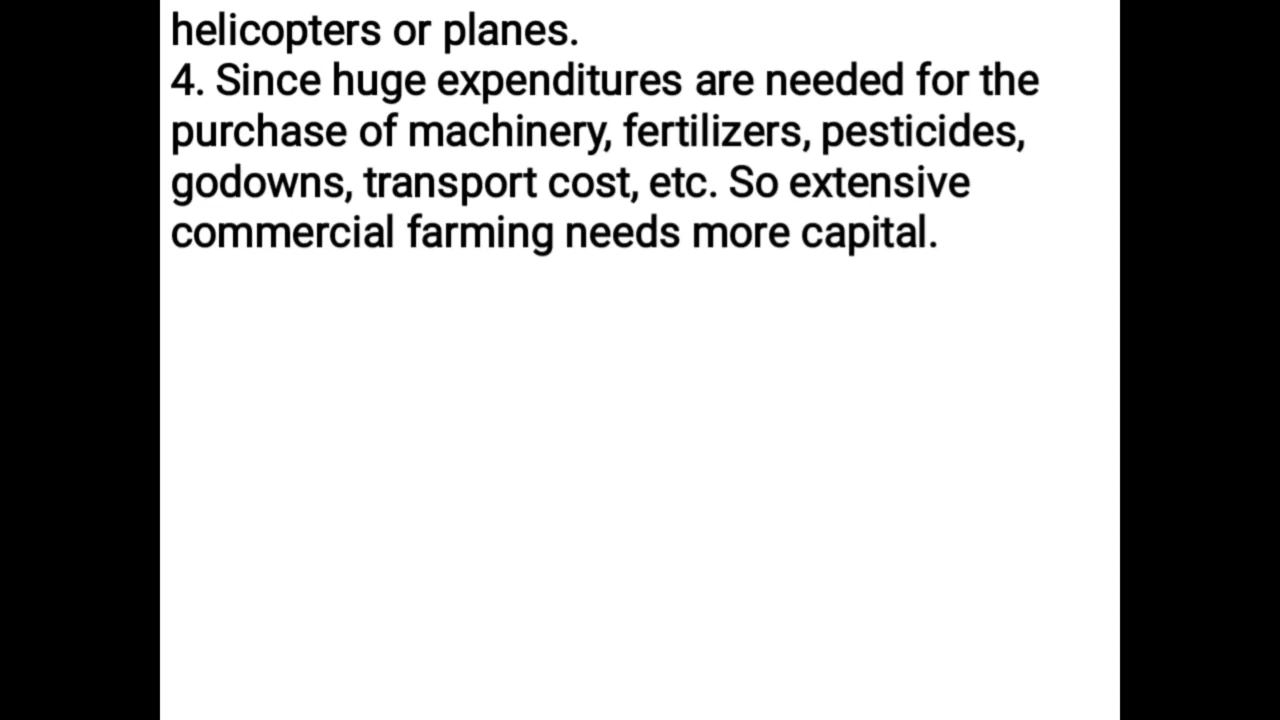 helicopters or planes.
4. Since huge expenditures are needed for the
purchase of machinery, fertilizers, pesticides,
godowns, transport cost, etc. So extensive
commercial farming needs more capital.